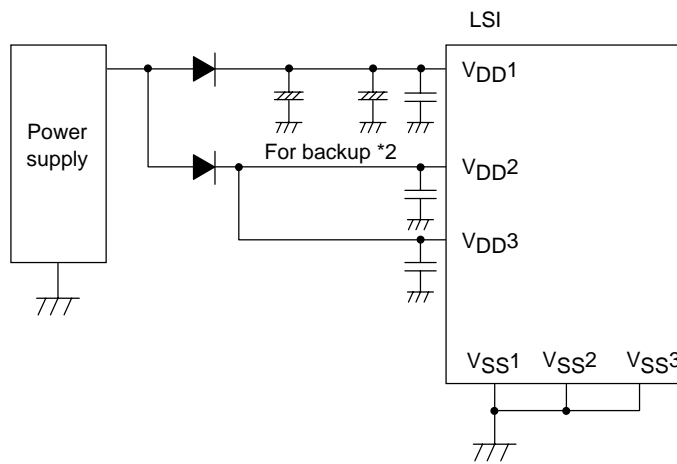 LSI
VDD1
Power
supply
For backup *2
VDD2
VDD3
VSS1 VSS2 VSS3